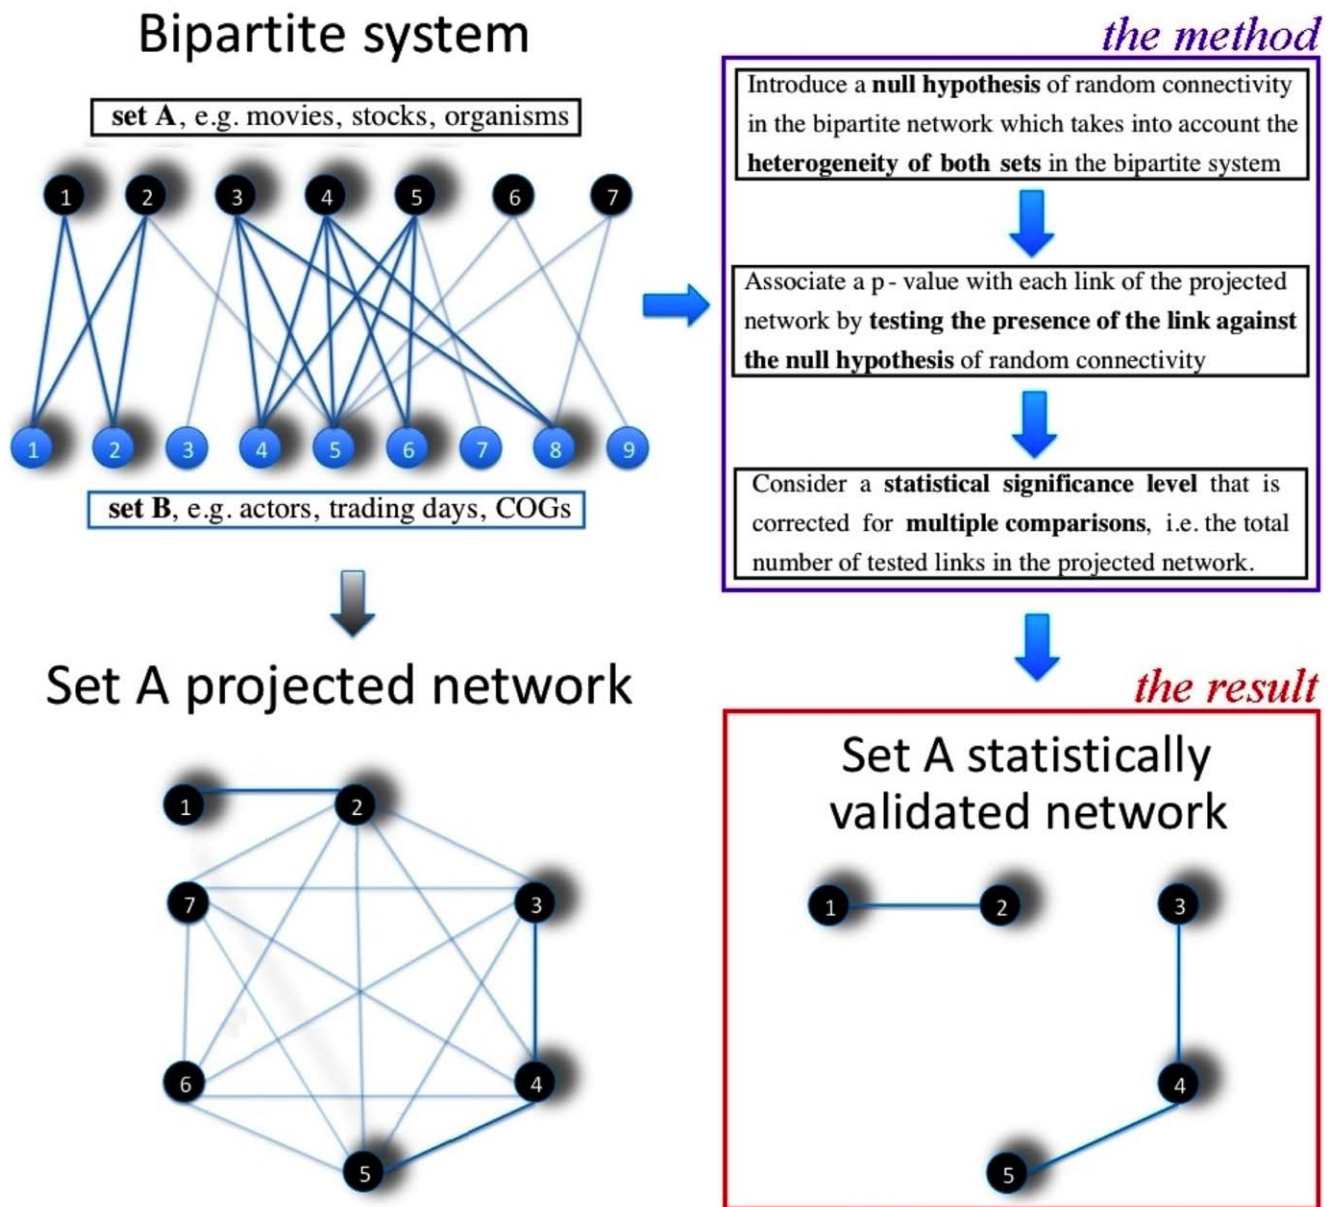 Bipartite system
set A, e.g. movies, stocks, organisms
1 2 3 4 5 6 7
1 2 3 4 5 6 7 8 9
set B, e.g. actors, trading days, COGs
the method
Introduce a null hypothesis of random connectivity
in the bipartite network which takes into account the
heterogeneity of both sets in the bipartite system
Associate a p - value with each link of the projected
network by testing the presence of the link against
the null hypothesis of random connectivity
Consider a statistical significance level that is
corrected for multiple comparisons, i.e. the total
number of tested links in the projected network.
Set A projected network
1 2
7 3
6 4
5
the result
Set A statistically
validated network
1 2 3
4
5